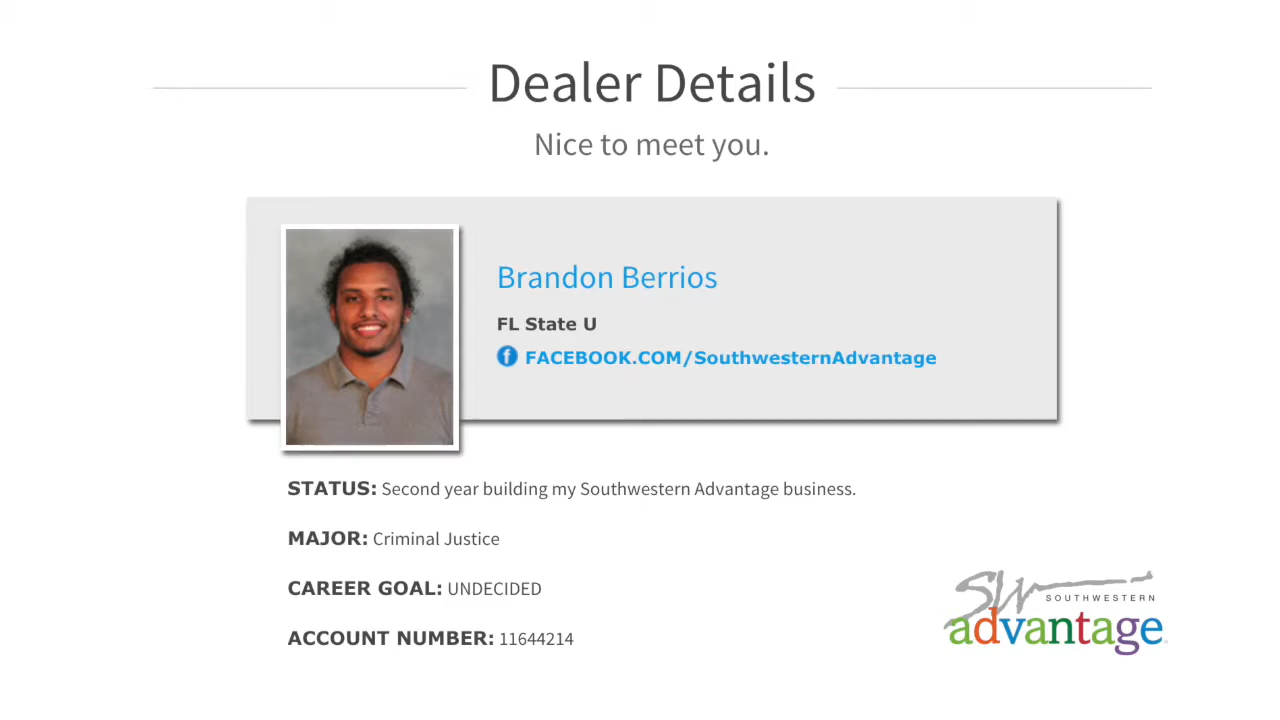 Dealer Details
Nice to meet you.
Brandon Berrios
FL State U
f FACEBOOK.COM/SouthwesternAdvantage
STATUS: Second year building my Southwestern Advantage business.
MAJOR: Criminal Justice
CAREER GOAL: UNDECIDED
ACCOUNT NUMBER: 11644214
SW SOUTHWESTERN
advantage